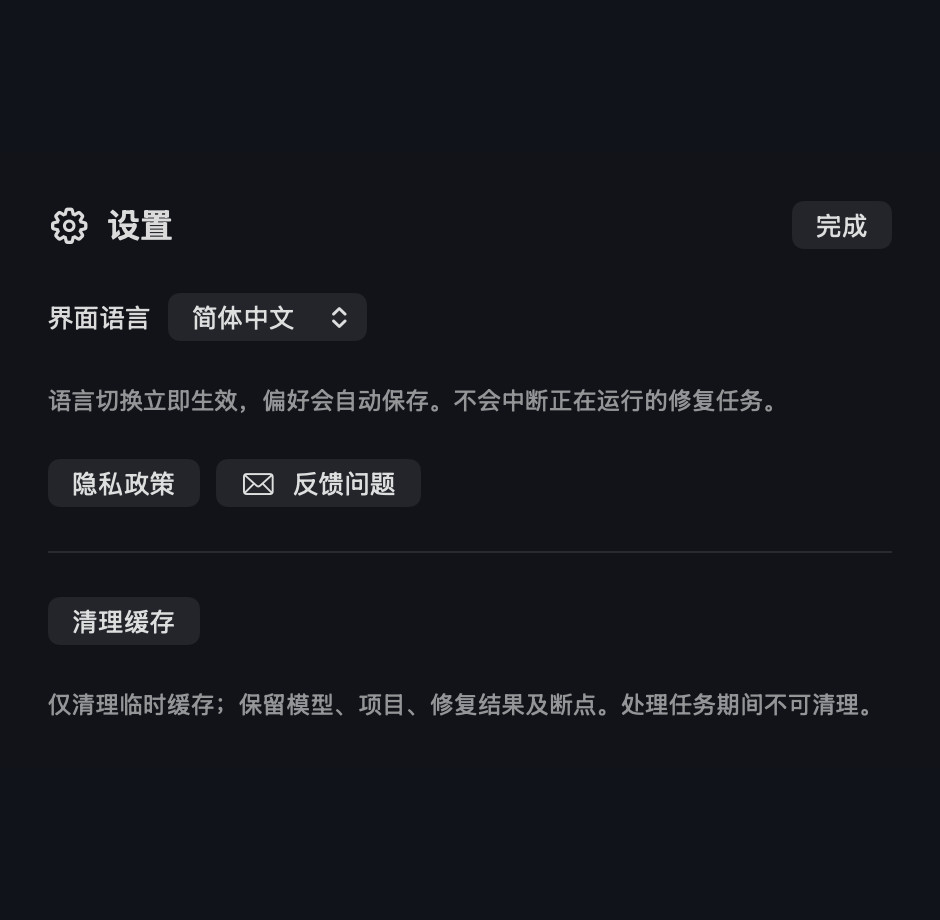 设置
完成
界面语言 简体中文
语言切换立即生效，偏好会自动保存。不会中断正在运行的修复任务。
隐私政策 反馈问题
清理缓存
仅清理临时缓存；保留模型、项目、修复结果及断点。处理任务期间不可清理。